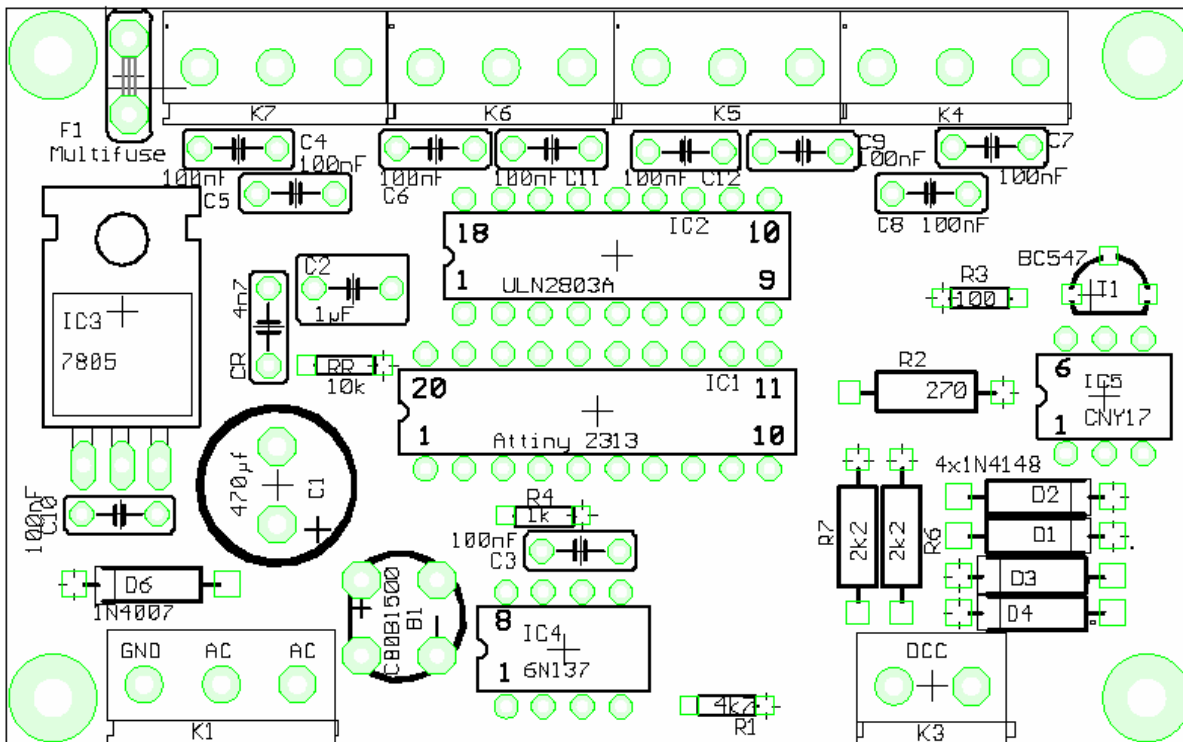 K7
K6
K5
K4
F1
Multifuse
C4
100nF
100nF
C5
C6
100nF
100nF
C11
100nF
C12
C9
100nF
C7
100nF
C8
100nF
18
10
IC2
1
9
ULN2803A
BC547
T1
R3
100
C2
1µF
4n7
CR
RR
10k
IC3
7805
20
11
IC1
1
10
Attiny 2313
R2
270
6
IC5
1
CNY17
470µf
C1
+
100nF
C10
R4
1k
100nF
C3
R7
2k2
2k2
R6
4x1N4148
D2
D1
D3
D4
D6
1N4007
C80B1500
B1
+
8
IC4
1
6N137
GND AC AC
K1
4k7
R1
DCC
K3